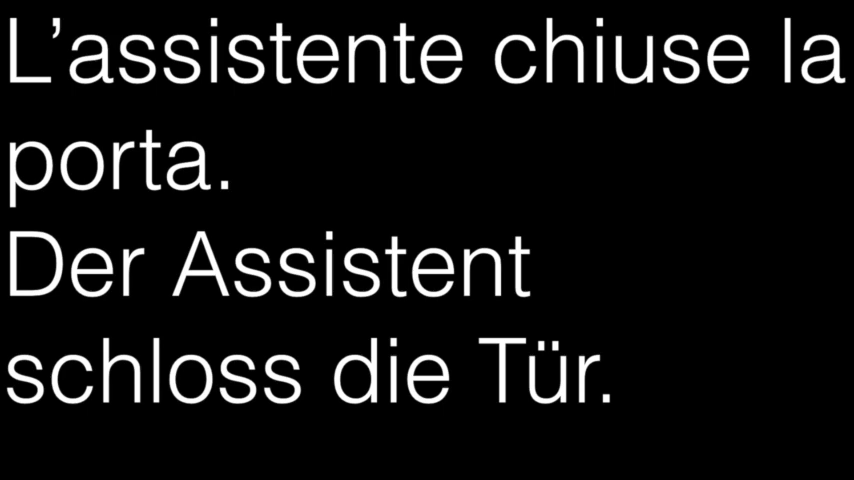 L’assistente chiuse la
porta.
Der Assistent
schloss die Tür.